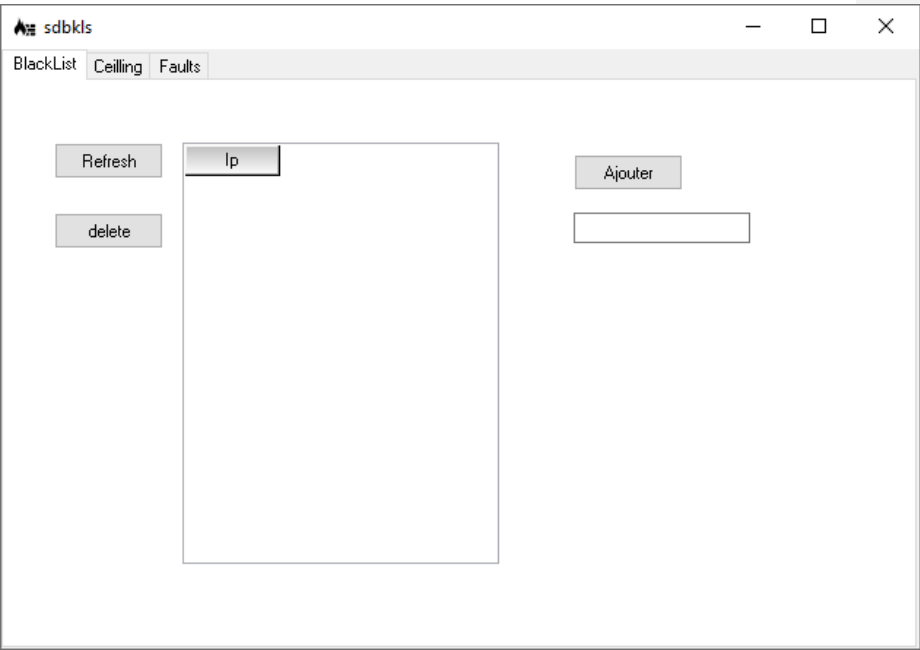 sdbkls
BlackList Ceilling Faults
Refresh
Ip
Ajouter
delete